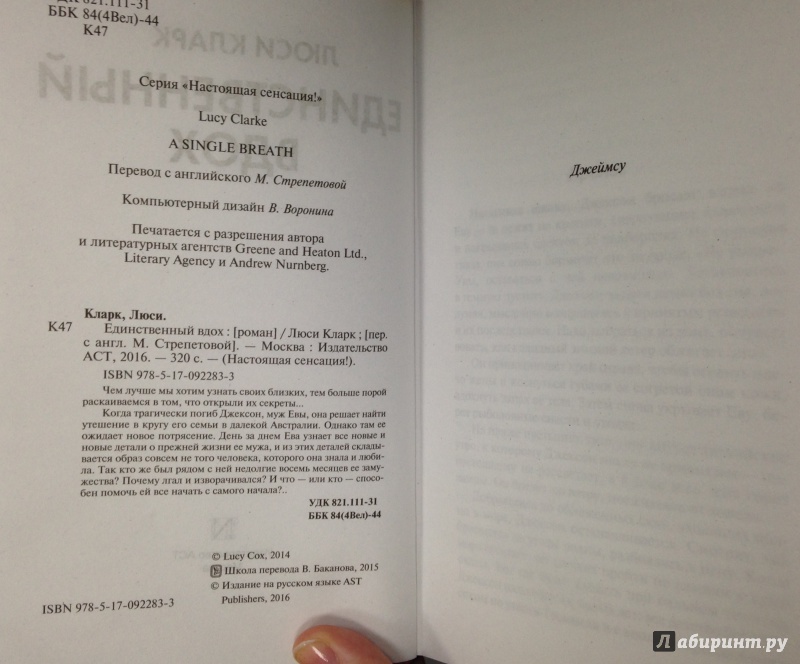 УДК 821.111-31
ББК 84(4Вел)-44
К47
Серия «Настоящая сенсация!»
Lucy Clarke
A SINGLE BREATH
Перевод с английского М. Стрепетовой
Компьютерный дизайн В. Воронина
Печатается с разрешения автора
и литературных агентств Greene and Heaton Ltd.,
Literary Agency и Andrew Nurnberg.
Кларк, Люси.
К47 Единственный вдох : [роман] / Люси Кларк ; [пер.
с англ. М. Стрепетовой]. — Москва : Издательство
АСТ, 2016. — 320 с. — (Настоящая сенсация!).
ISBN 978-5-17-092283-3
Чем лучше мы хотим узнать своих близких, тем больше порой
раскаиваемся в том, что открыли их секреты...
Когда трагически погиб Джексон, муж Евы, она решает найти
утешение в кругу его семьи в далекой Австралии. Однако там ее
ожидает новое потрясение. День за днем Ева узнает все новые и
новые детали о прежней жизни ее мужа, и из этих деталей склады-
вается образ совсем не того человека, которого она знала и люби-
ла. Так кто же был рядом с ней недолгие восемь месяцев ее заму-
жества? Почему лгал и изворачивался? И что — или кто — спосо-
бен помочь ей все начать с самого начала?..
УДК 821.111-31
ББК 84(4Вел)-44
© Lucy Cox, 2014
Школа перевода В. Баканова, 2015
© Издание на русском языке AST
Publishers, 2016
ISBN 978-5-17-092283-3
Джеймсу
Лабиринт.ру